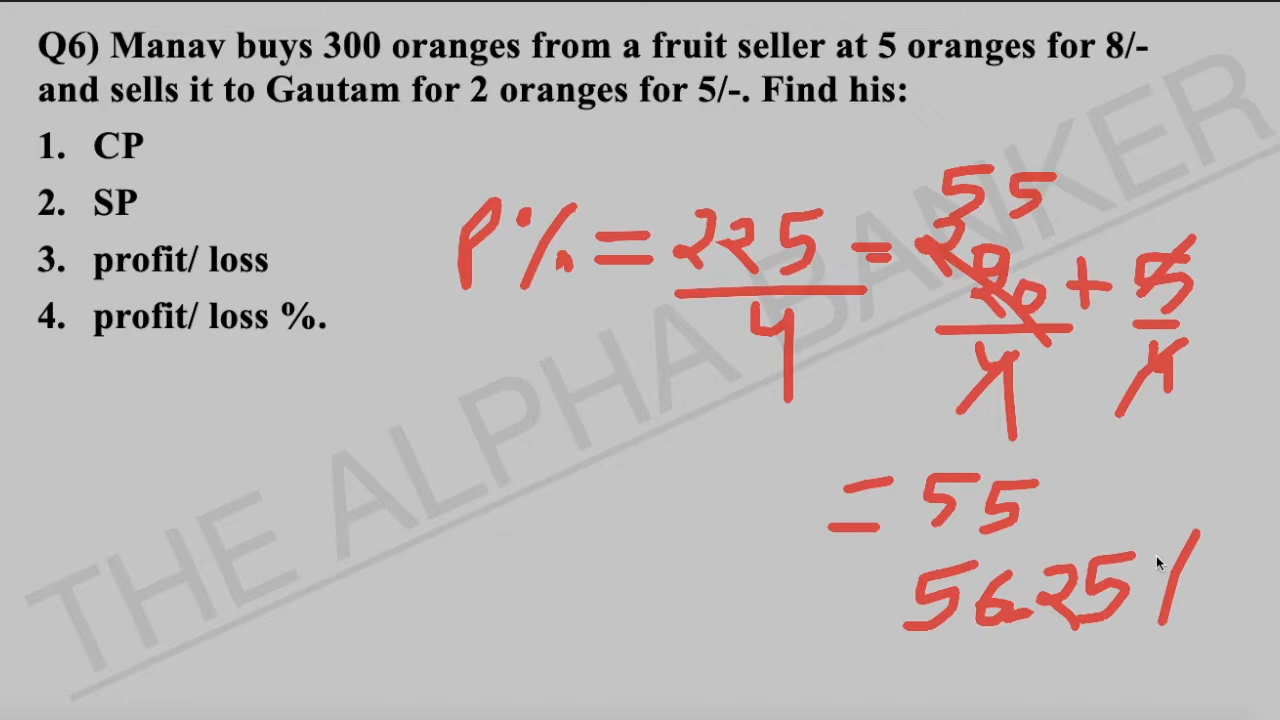 Q6) Manav buys 300 oranges from a fruit seller at 5 oranges for 8/-
and sells it to Gautam for 2 oranges for 5/-. Find his:
1. CP
2. SP
3. profit/ loss
4. profit/ loss %.
THE ALPHA BANKER
55
P% = 225/4 = 200/4 + 5/4
= 55
56.25%